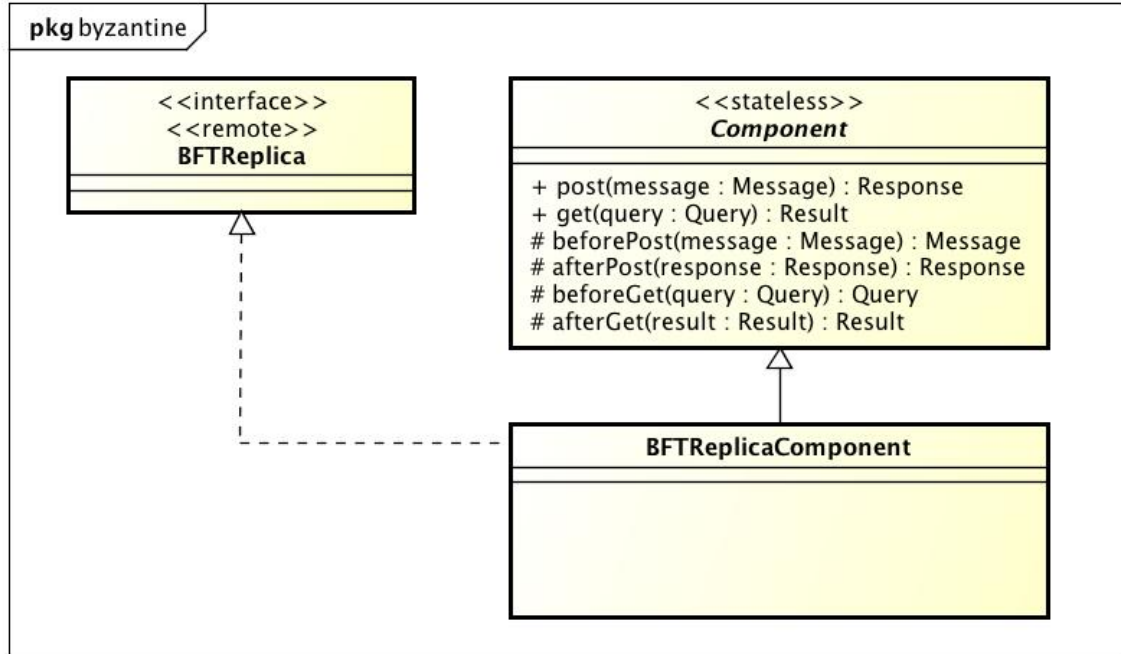 pkg byzantine
<<interface>>
<<remote>>
BFTReplica
<<stateless>>
Component
+ post(message : Message) : Response
+ get(query : Query) : Result
# beforePost(message : Message) : Message
# afterPost(response : Response) : Response
# beforeGet(query : Query) : Query
# afterGet(result : Result) : Result
BFTReplicaComponent